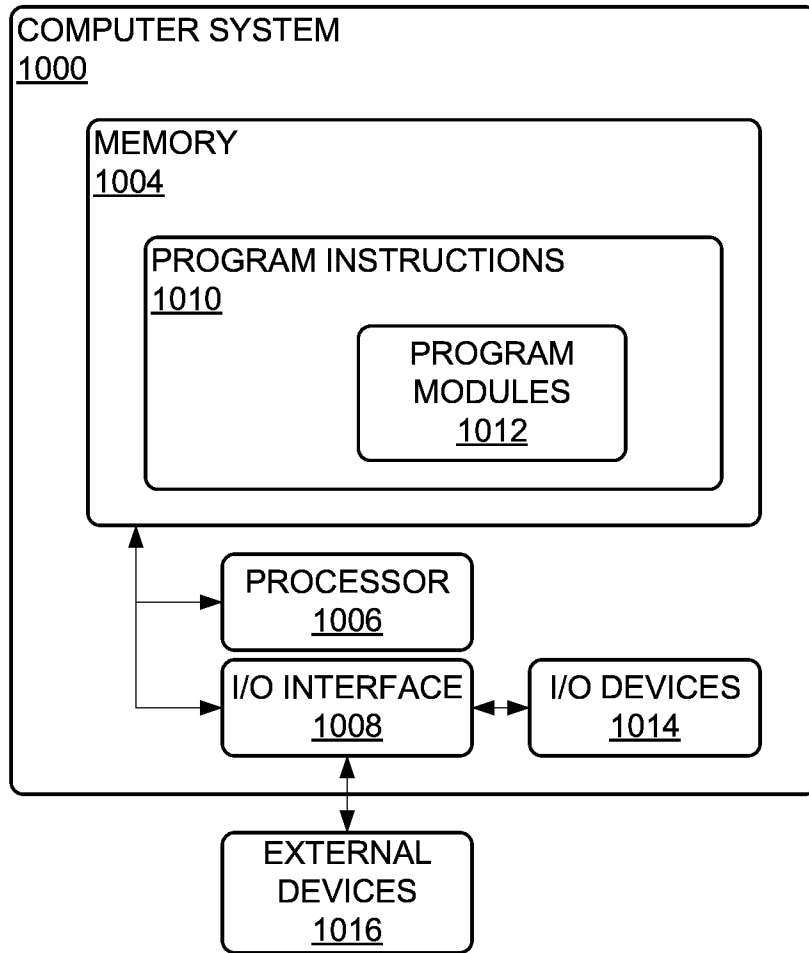 COMPUTER SYSTEM
1000
MEMORY
1004
PROGRAM INSTRUCTIONS
1010
PROGRAM
MODULES
1012
PROCESSOR
1006
I/O INTERFACE
1008
I/O DEVICES
1014
EXTERNAL
DEVICES
1016